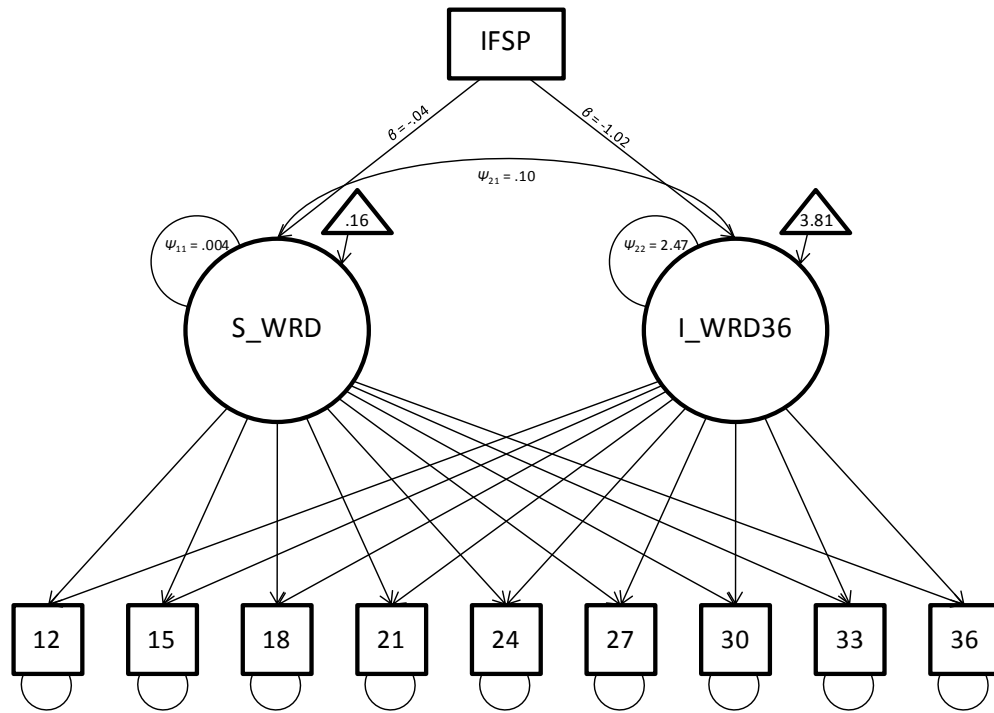 IFSP
β = -.04
β = -1.02
Ψ21 = .10
.16
3.81
Ψ11 = .004
Ψ22 = 2.47
S_WRD
I_WRD36
12
15
18
21
24
27
30
33
36